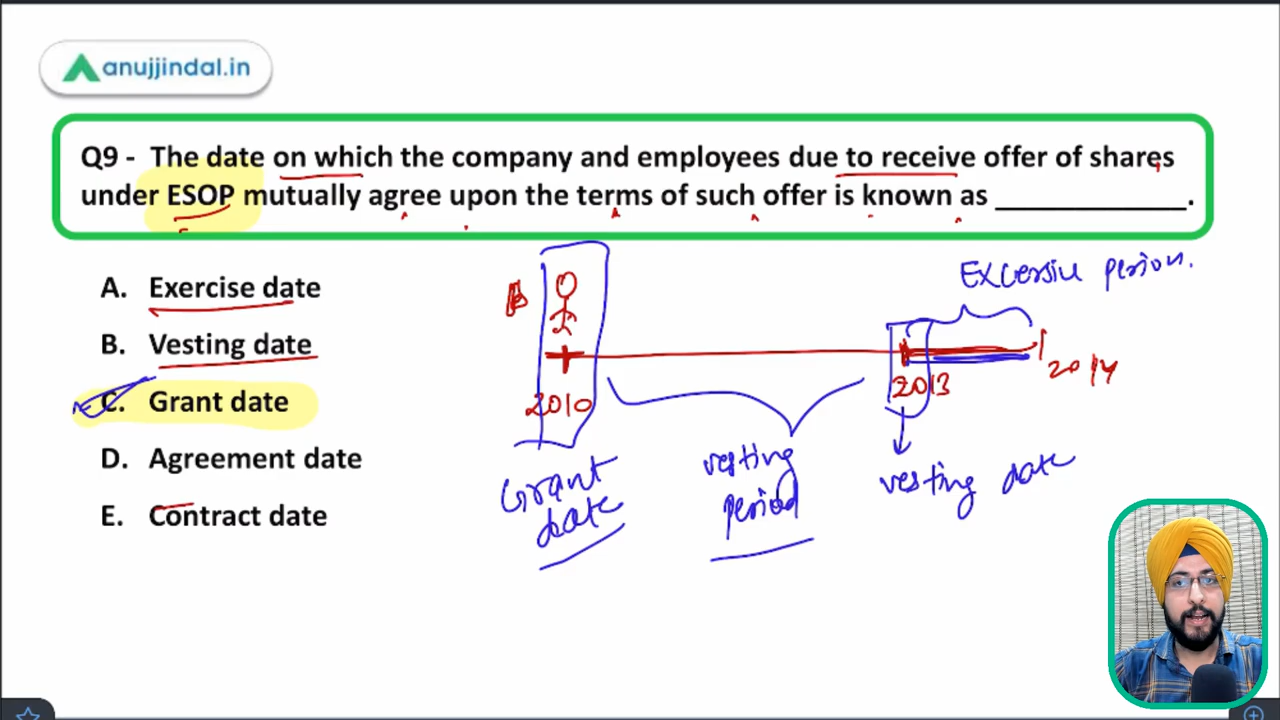 anujjindal.in
Q9 - The date on which the company and employees due to receive offer of shares
under ESOP mutually agree upon the terms of such offer is known as ____________.
A. Exercise date
B. Vesting date
C. Grant date
D. Agreement date
E. Contract date
2010
2013
2014
Grant
date
vesting
period
vesting date
period.